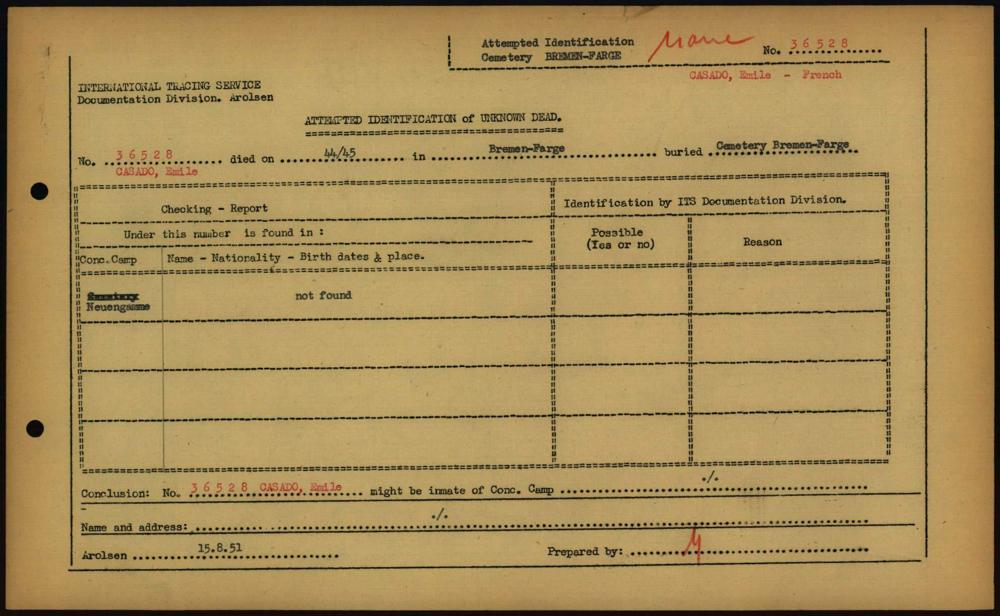 Attempted Identification
Cemetery BREMEN-FARGE
No. 36528
CASADO, Emile - French
INTERNATIONAL TRACING SERVICE
Documentation Division. Arolsen
ATTEMPTED IDENTIFICATION of UNKNOWN DEAD.
No. 36528 died on 44/45 in Bremen-Farge buried Cemetery Bremen-Farge
CASADO, Emile
Checking - Report
Identification by ITS Documentation Division.
Under this number is found in :
Possible
(Yes or no)
Reason
Conc.Camp
Name - Nationality - Birth dates & place.
Neuengamme
not found
Conclusion: No. 36528 CASADO, Emile might be inmate of Conc. Camp ./.
Name and address: ./.
Arolsen 15.8.51
Prepared by: